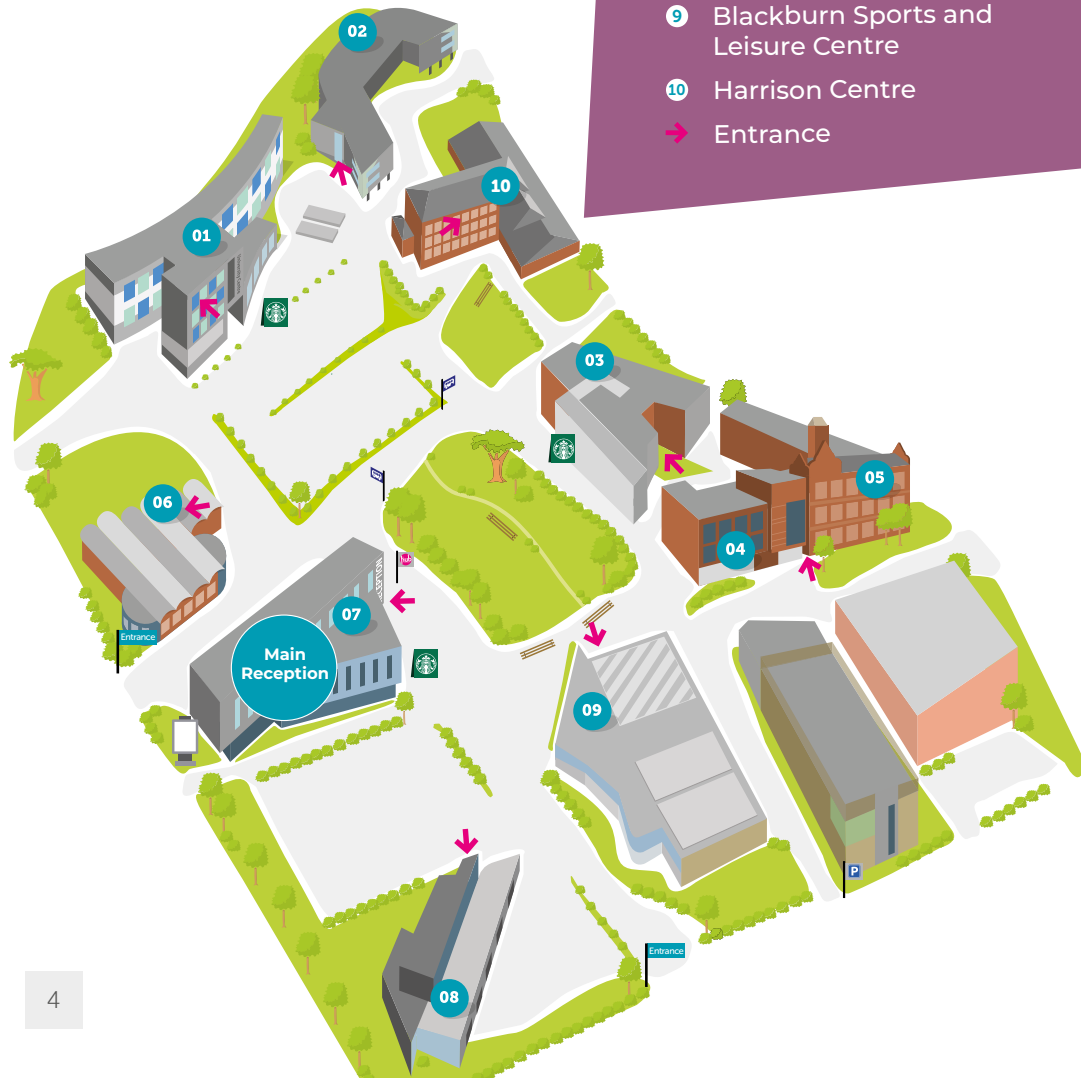 9 Blackburn Sports and
Leisure Centre
10 Harrison Centre
Entrance
02
10
01
03
05
06
04
07
Main
Reception
Entrance
09
P
Entrance
08
4